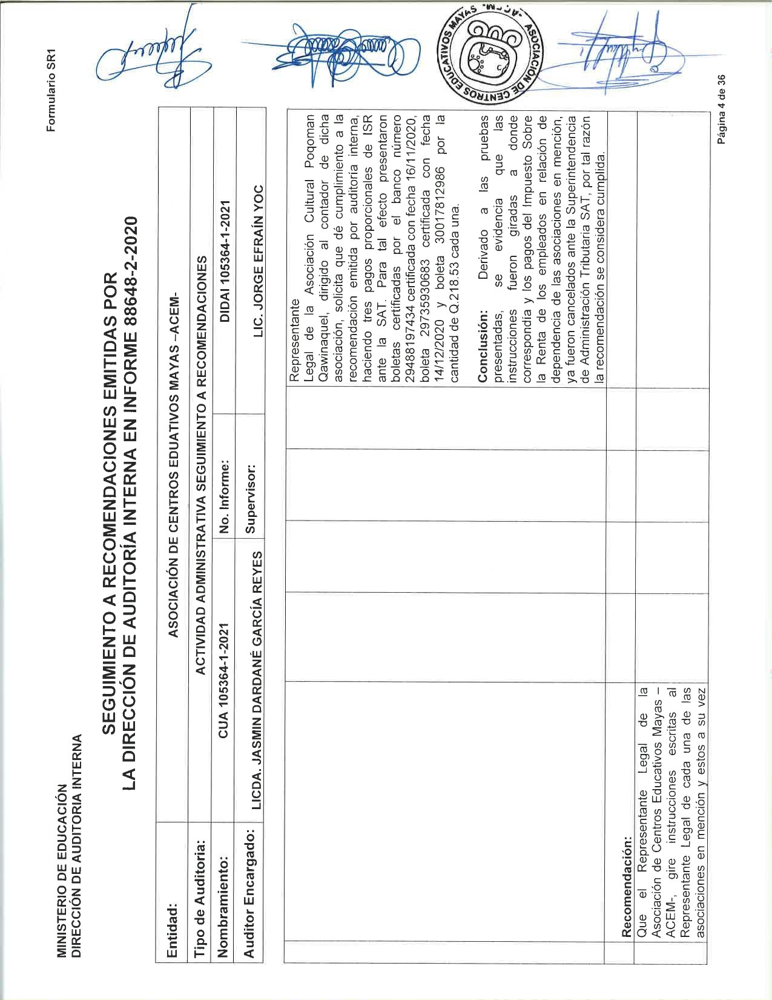 Formulario SR1
MINISTERIO DE EDUCACIÓN
DIRECCIÓN DE AUDITORIA INTERNA
SEGUIMIENTO A RECOMENDACIONES EMITIDAS POR
LA DIRECCIÓN DE AUDITORÍA INTERNA EN INFORME 88648-2-2020
Entidad: ASOCIACIÓN DE CENTROS EDUATIVOS MAYAS –ACEM-
Tipo de Auditoria: ACTIVIDAD ADMINISTRATIVA SEGUIMIENTO A RECOMENDACIONES
Nombramiento: CUA 105364-1-2021 No. Informe: DIDAI 105364-1-2021
Auditor Encargado: LICDA. JASMIN DARDANÉ GARCÍA REYES Supervisor: LIC. JORGE EFRAÍN YOC
Representante
Legal de la Asociación Cultural Poqoman
Qawinaquel, dirigido al contador de dicha
asociación, solicita que dé cumplimiento a la
recomendación emitida por auditoría interna,
haciendo tres pagos proporcionales de ISR
ante la SAT. Para tal efecto presentaron
boletas certificadas por el banco número
29488197434 certificada con fecha 16/11/2020,
boleta 29735930683 certificada con fecha
14/12/2020 y boleta 30017812986 por la
cantidad de Q.218.53 cada una.
Conclusión: Derivado a las pruebas
presentadas, se evidencia que las
instrucciones fueron giradas a donde
correspondía y los pagos del Impuesto Sobre
la Renta de los empleados en relación de
dependencia de las asociaciones en mención,
ya fueron cancelados ante la Superintendencia
de Administración Tributaria SAT, por tal razón
la recomendación se considera cumplida.
Recomendación:
Que el Representante Legal de la
Asociación de Centros Educativos Mayas –
ACEM-, gire instrucciones escritas al
Representante Legal de cada una de las
asociaciones en mención y estos a su vez
ASOCIACIÓN DE CENTROS EDUCATIVOS MAYAS
Página 4 de 36